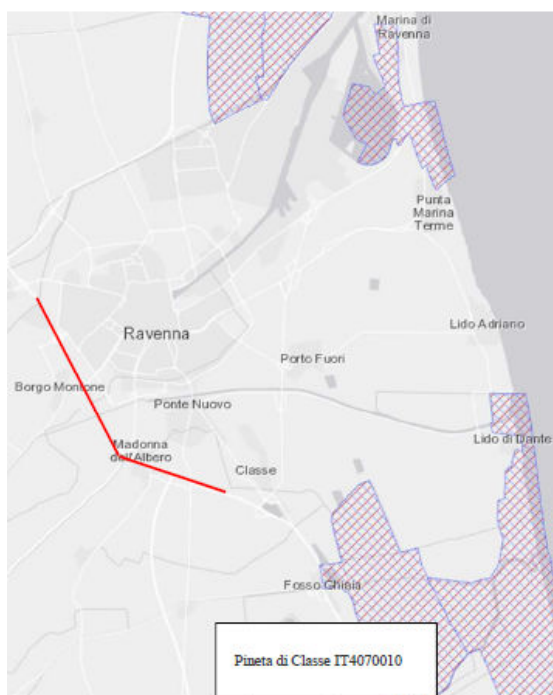 Marina di
Ravenna
Punta
Marina
Terme
Ravenna
Lido Adriano
Porto Fuori
Borgo Montone
Ponte Nuovo
Madonna
dell'Albero
Lido di Dante
Classe
Fosso Ghiaia
Pineta di Classe IT4070010